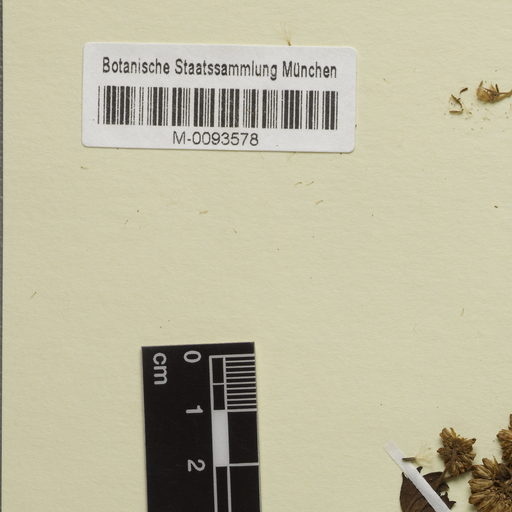 Botanische Staatssammlung München
M-0093578
cm
0
1
2